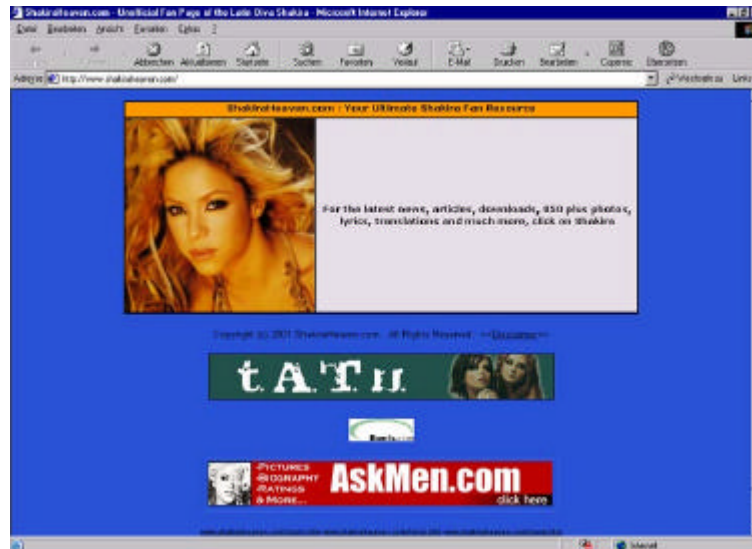 ShakiraHeaven.com - Unofficial Fan Page of the Latin Diva Shakira - Microsoft Internet Explorer
Datei Bearbeiten Ansicht Favoriten Extras ?
Abbrechen Aktualisieren Startseite Suchen Favoriten Verlauf E-Mail Drucken Bearbeiten Copernic Übersetzen
Adresse http://www.shakiraheaven.com/ Wechseln zu Links
ShakiraHeaven.com : Your Ultimate Shakira Fan Resource
For the latest news, articles, downloads, 850 plus photos,
lyrics, translations and much more, click on Shakira
Copyright (c) 2001 ShakiraHeaven.com All Rights Reserved. >>Disclaimer<<
t.A.T.u.
PICTURES
BIOGRAPHY
RATINGS
& MORE...
AskMen.com
click here
Internet